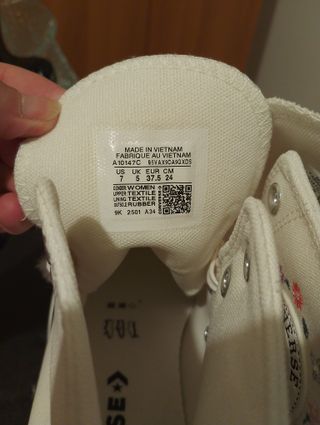 MADE IN VIETNAM
FABRIQUE AU VIETNAM
A10147C
US UK EUR CM
7 5 37.5 24
GENDER WOMEN
UPPER TEXTILE
LINING TEXTILE
OUTSOLE RUBBER
9K 2501 A34